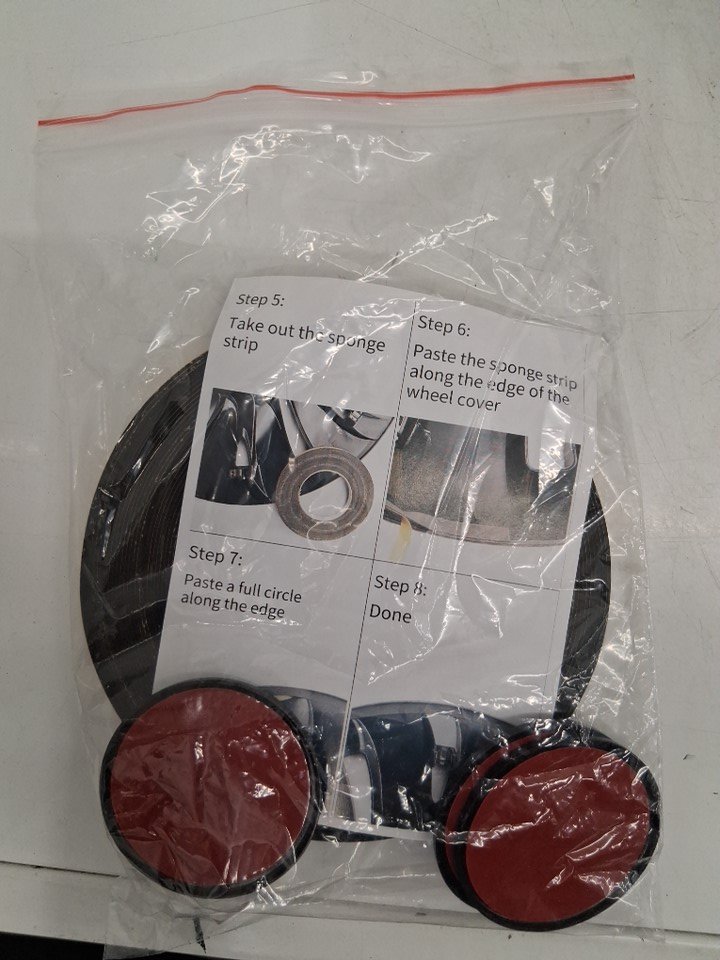 Step 5:
Take out the sponge
strip
Step 6:
Paste the sponge strip
along the edge of the
wheel cover
Step 7:
Paste a full circle
along the edge
Step 8:
Done